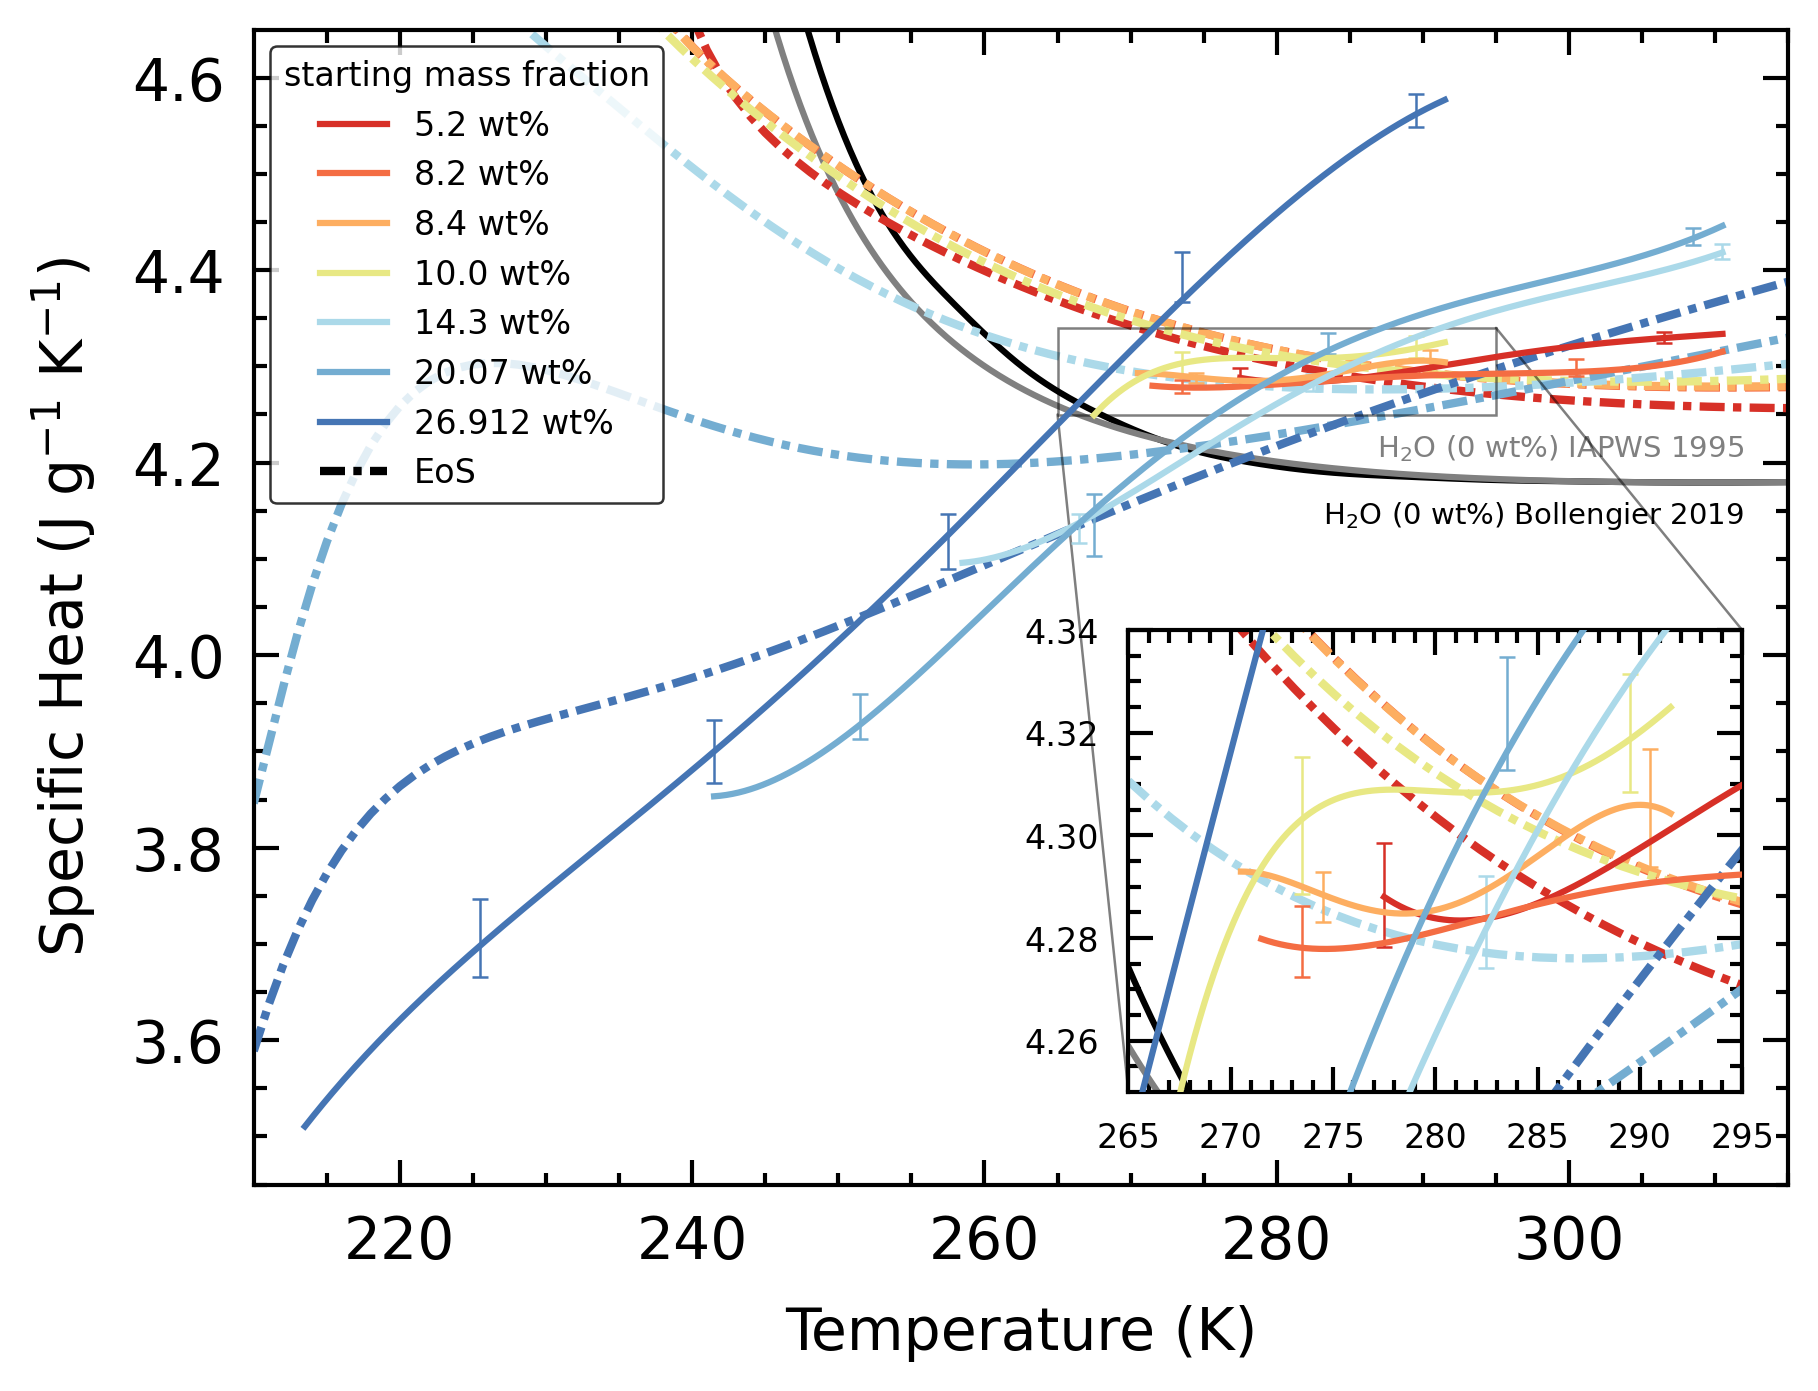 starting mass fraction
5.2 wt%
8.2 wt%
8.4 wt%
10.0 wt%
14.3 wt%
20.07 wt%
26.912 wt%
EoS
4.6
4.4
4.2
4.0
3.8
3.6
Specific Heat (J g⁻¹ K⁻¹)
H₂O (0 wt%) IAPWS 1995
H₂O (0 wt%) Bollengier 2019
4.34
4.32
4.30
4.28
4.26
265 270 275 280 285 290 295
220 240 260 280 300
Temperature (K)